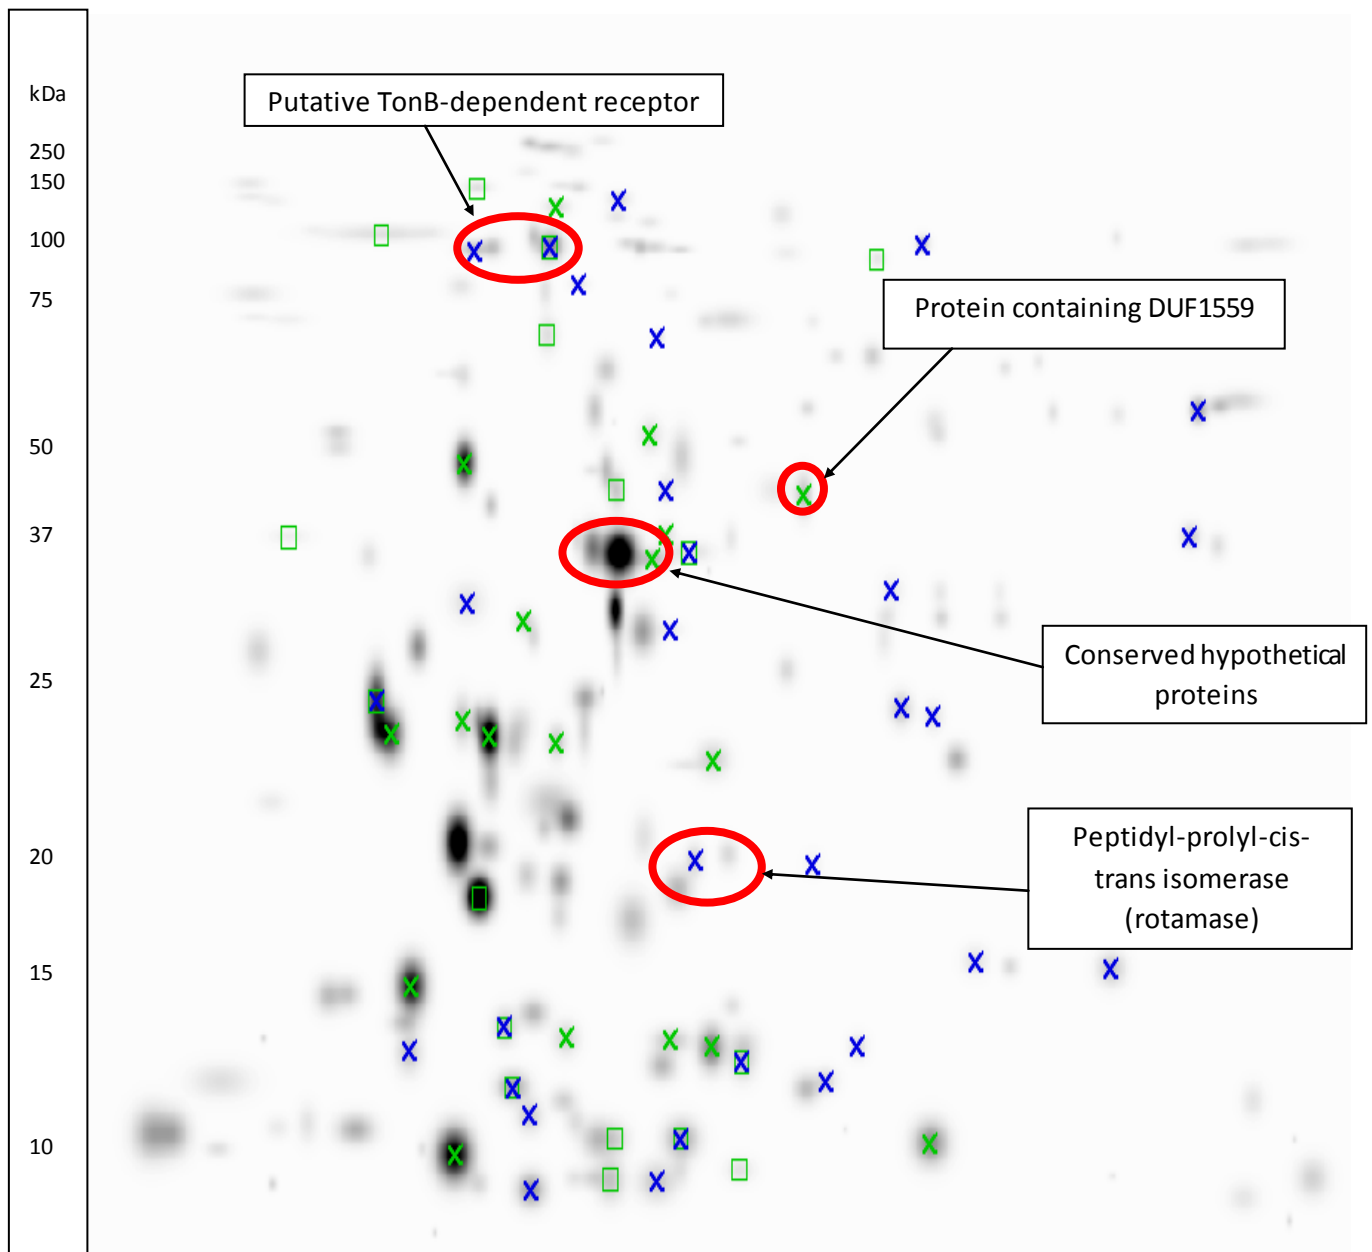 kDa
250
150
100
75
50
37
25
20
15
10
Putative TonB-dependent receptor
Protein containing DUF1559
Conserved hypothetical
proteins
Peptidyl-prolyl-cis-
trans isomerase
(rotamase)